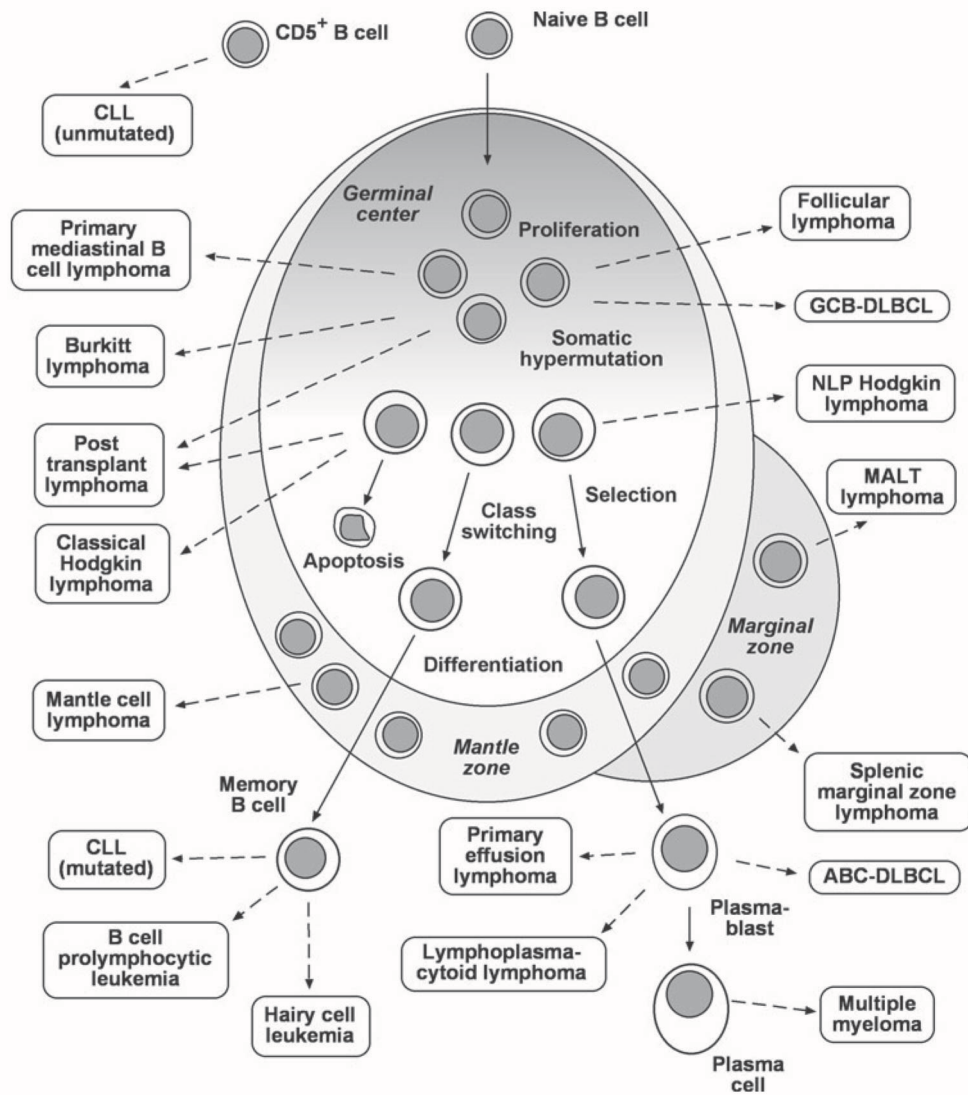 CD5+ B cell
Naive B cell
CLL
(unmutated)
Germinal
center
Proliferation
Follicular
lymphoma
Primary
mediastinal B
cell lymphoma
GCB-DLBCL
Somatic
hypermutation
Burkitt
lymphoma
NLP Hodgkin
lymphoma
Post
transplant
lymphoma
MALT
lymphoma
Selection
Class
switching
Classical
Hodgkin
lymphoma
Apoptosis
Marginal
zone
Differentiation
Mantle cell
lymphoma
Mantle
zone
Splenic
marginal zone
lymphoma
Memory
B cell
CLL
(mutated)
Primary
effusion
lymphoma
ABC-DLBCL
Plasma-
blast
B cell
prolymphocytic
leukemia
Lymphoplasma-
cytoid lymphoma
Hairy cell
leukemia
Multiple
myeloma
Plasma
cell